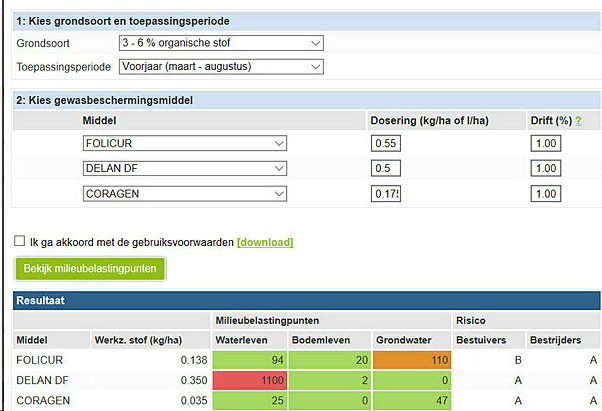 1: Kies grondsoort en toepassingsperiode
Grondsoort 3 - 6 % organische stof
Toepassingsperiode Voorjaar (maart - augustus)
2: Kies gewasbeschermingsmiddel
Middel Dosering (kg/ha of l/ha) Drift (%) ?
FOLICUR 0.55 1.00
DELAN DF 0.5 1.00
CORAGEN 0.175 1.00
Ik ga akkoord met de gebruiksvoorwaarden [download]
Bekijk milieubelastingpunten
Resultaat
Milieubelastingpunten Risico
Middel Werkz. stof (kg/ha) Waterleven Bodemleven Grondwater Bestuivers Bestrijders
FOLICUR 0.138 94 20 110 B A
DELAN DF 0.350 1100 2 0 A A
CORAGEN 0.035 25 0 47 A A